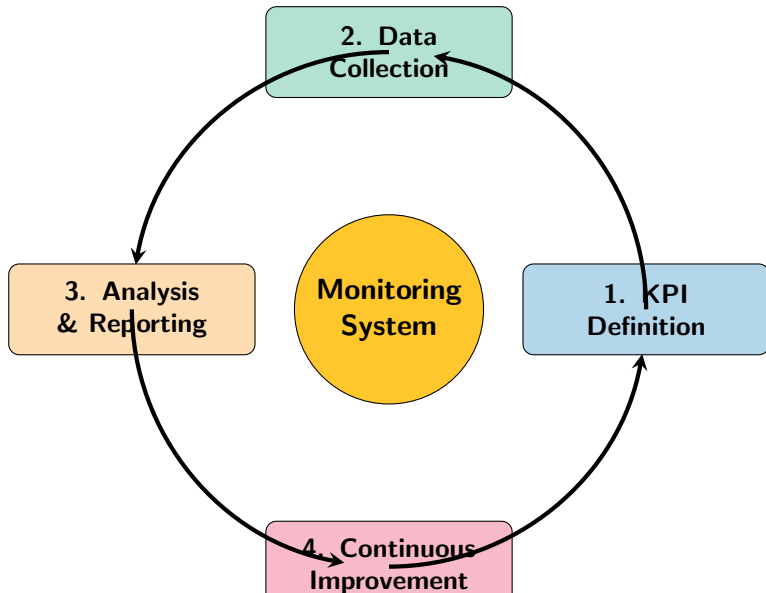 2. Data
Collection
3. Analysis
& Reporting
Monitoring
System
1. KPI
Definition
4. Continuous
Improvement